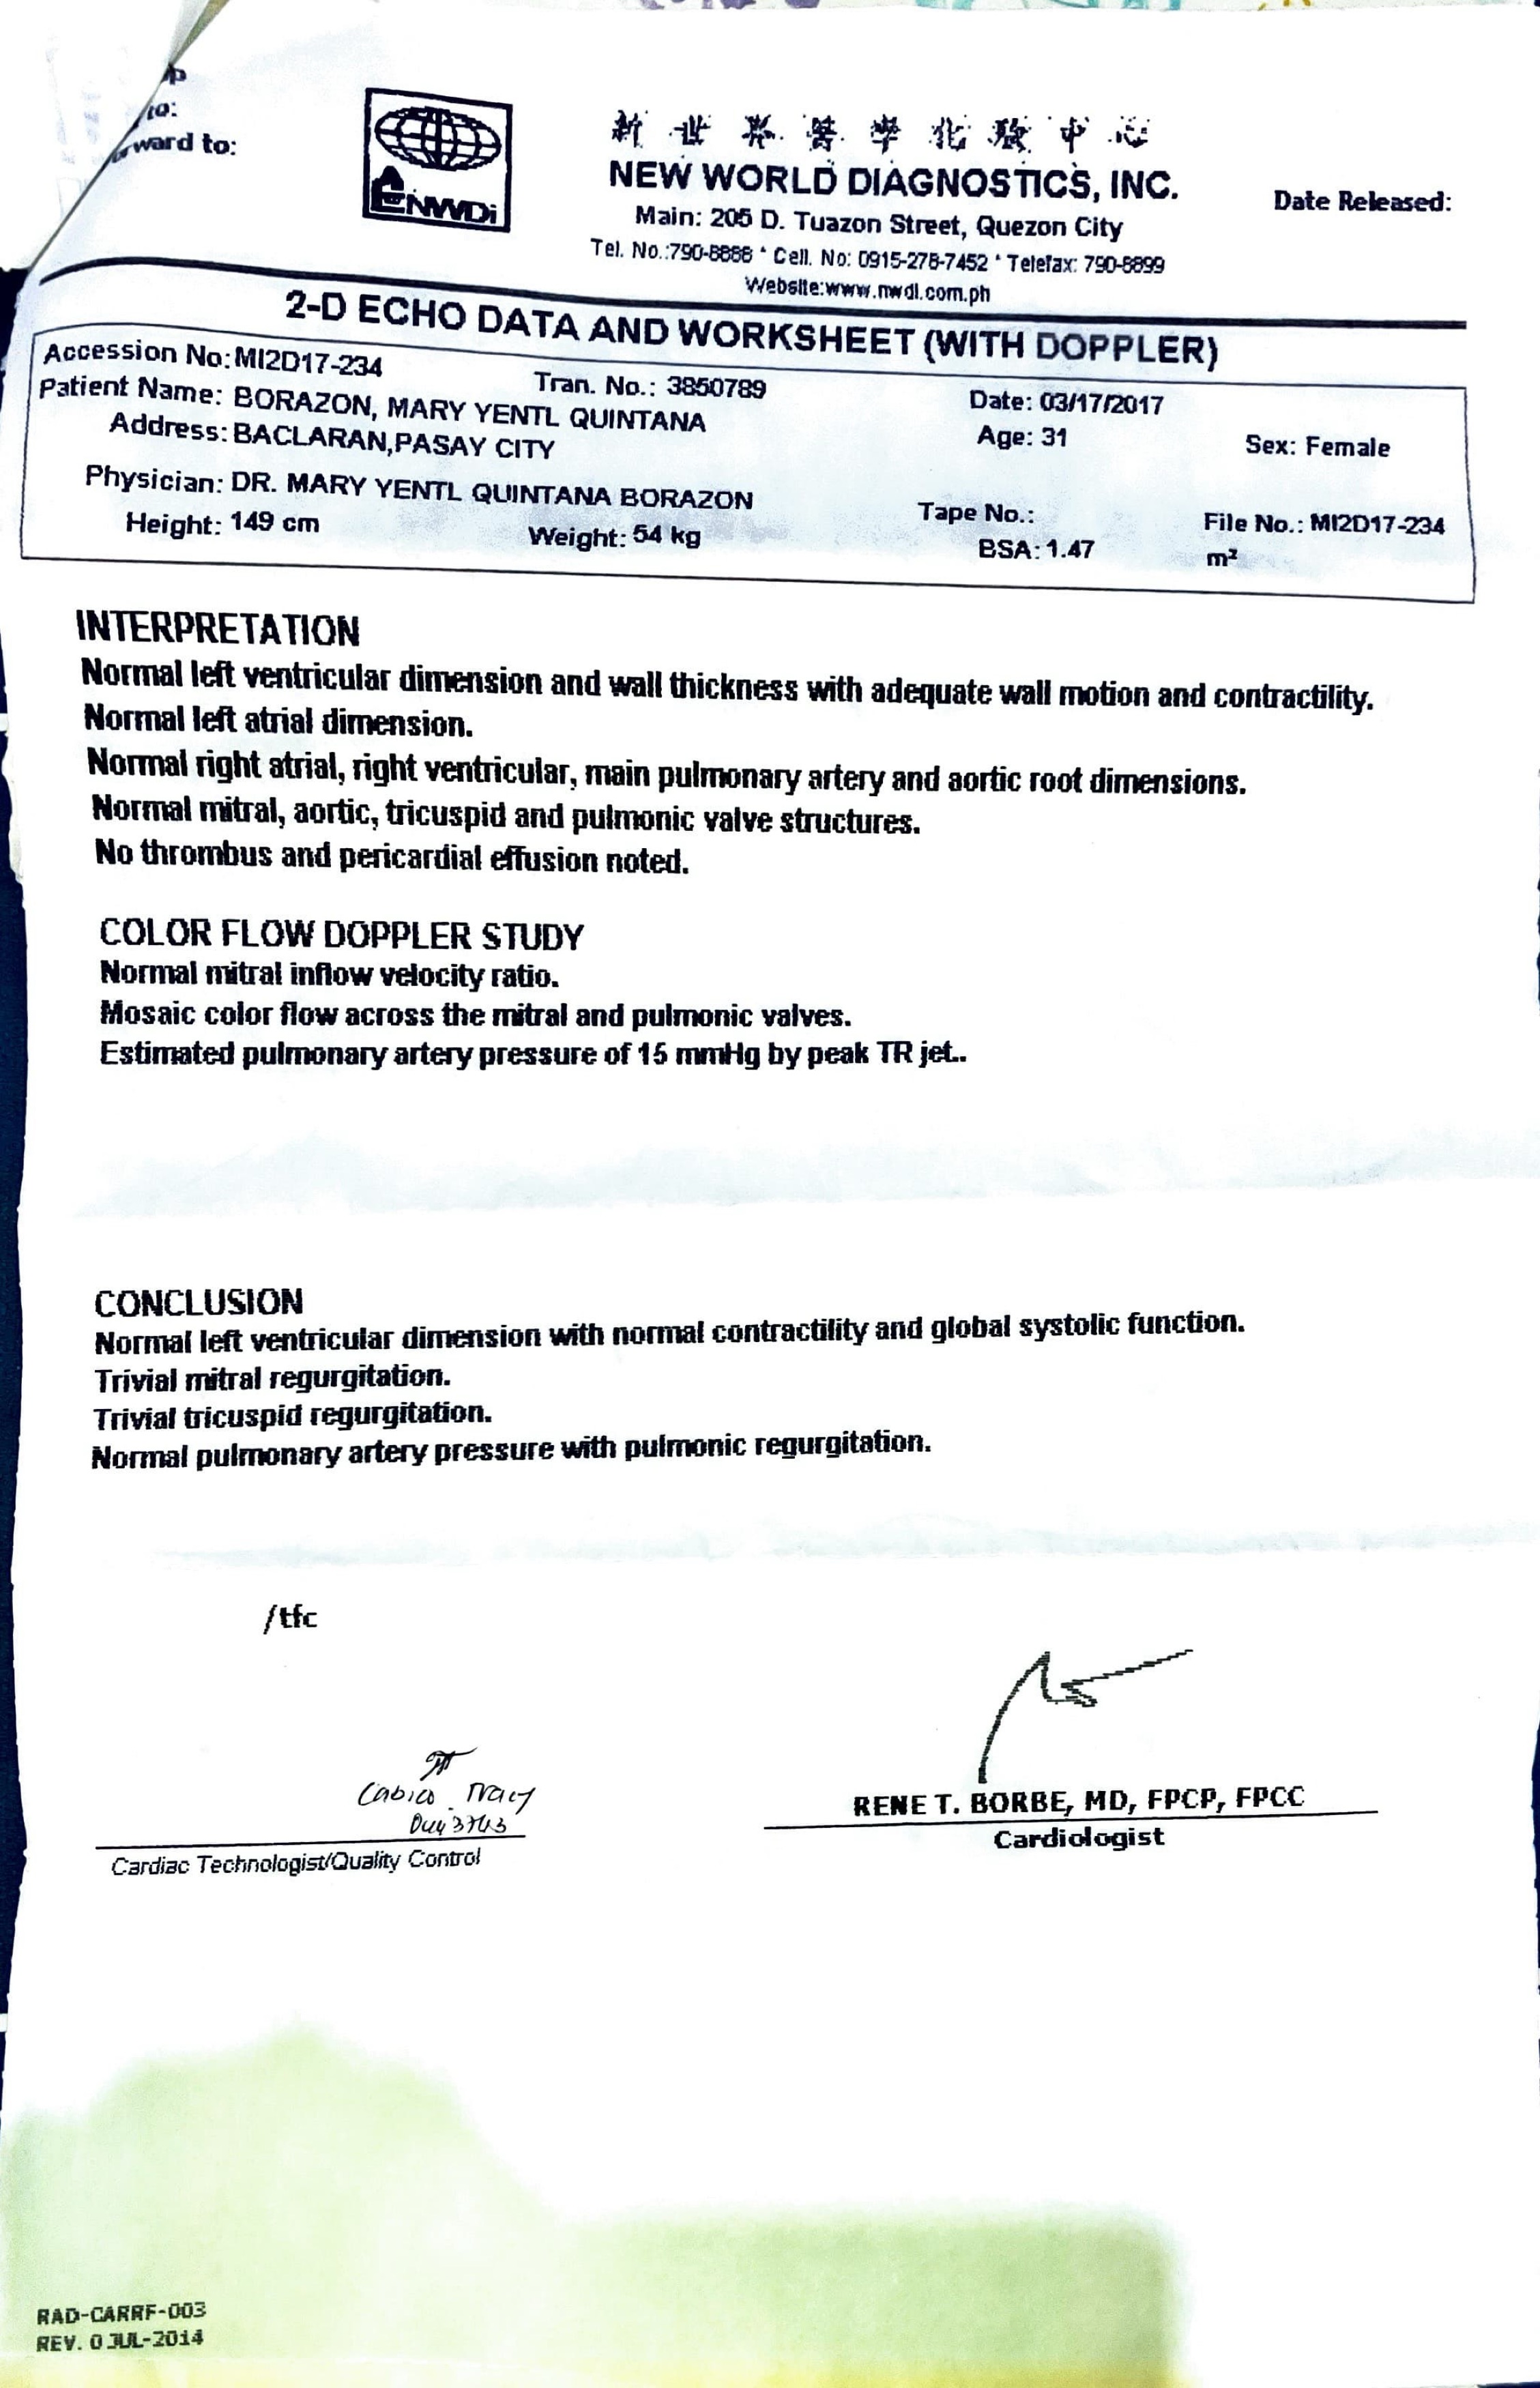 to:
ward to:
ENWDi
新世界醫學化驗中心
NEW WORLD DIAGNOSTICS, INC.
Main: 205 D. Tuazon Street, Quezon City
Tel. No.:790-8888 * Cell. No: 0915-278-7452 * Telefax: 790-8899
Website:www.nwdi.com.ph
Date Released:
2-D ECHO DATA AND WORKSHEET (WITH DOPPLER)
Accession No: MI2D17-234 Tran. No.: 3850789 Date: 03/17/2017
Patient Name: BORAZON, MARY YENTL QUINTANA Age: 31 Sex: Female
Address: BACLARAN,PASAY CITY
Physician: DR. MARY YENTL QUINTANA BORAZON Tape No.: File No.: MI2D17-234
Height: 149 cm Weight: 54 kg BSA: 1.47 m²
INTERPRETATION
Normal left ventricular dimension and wall thickness with adequate wall motion and contractility.
Normal left atrial dimension.
Normal right atrial, right ventricular, main pulmonary artery and aortic root dimensions.
Normal mitral, aortic, tricuspid and pulmonic valve structures.
No thrombus and pericardial effusion noted.
COLOR FLOW DOPPLER STUDY
Normal mitral inflow velocity ratio.
Mosaic color flow across the mitral and pulmonic valves.
Estimated pulmonary artery pressure of 15 mmHg by peak TR jet..
CONCLUSION
Normal left ventricular dimension with normal contractility and global systolic function.
Trivial mitral regurgitation.
Trivial tricuspid regurgitation.
Normal pulmonary artery pressure with pulmonic regurgitation.
/tfc
Cabico Tracy
RENE T. BORBE, MD, FPCP, FPCC
Cardiologist
Cardiac Technologist/Quality Control
RAD-CARRF-003
REV. 0 JUL-2014